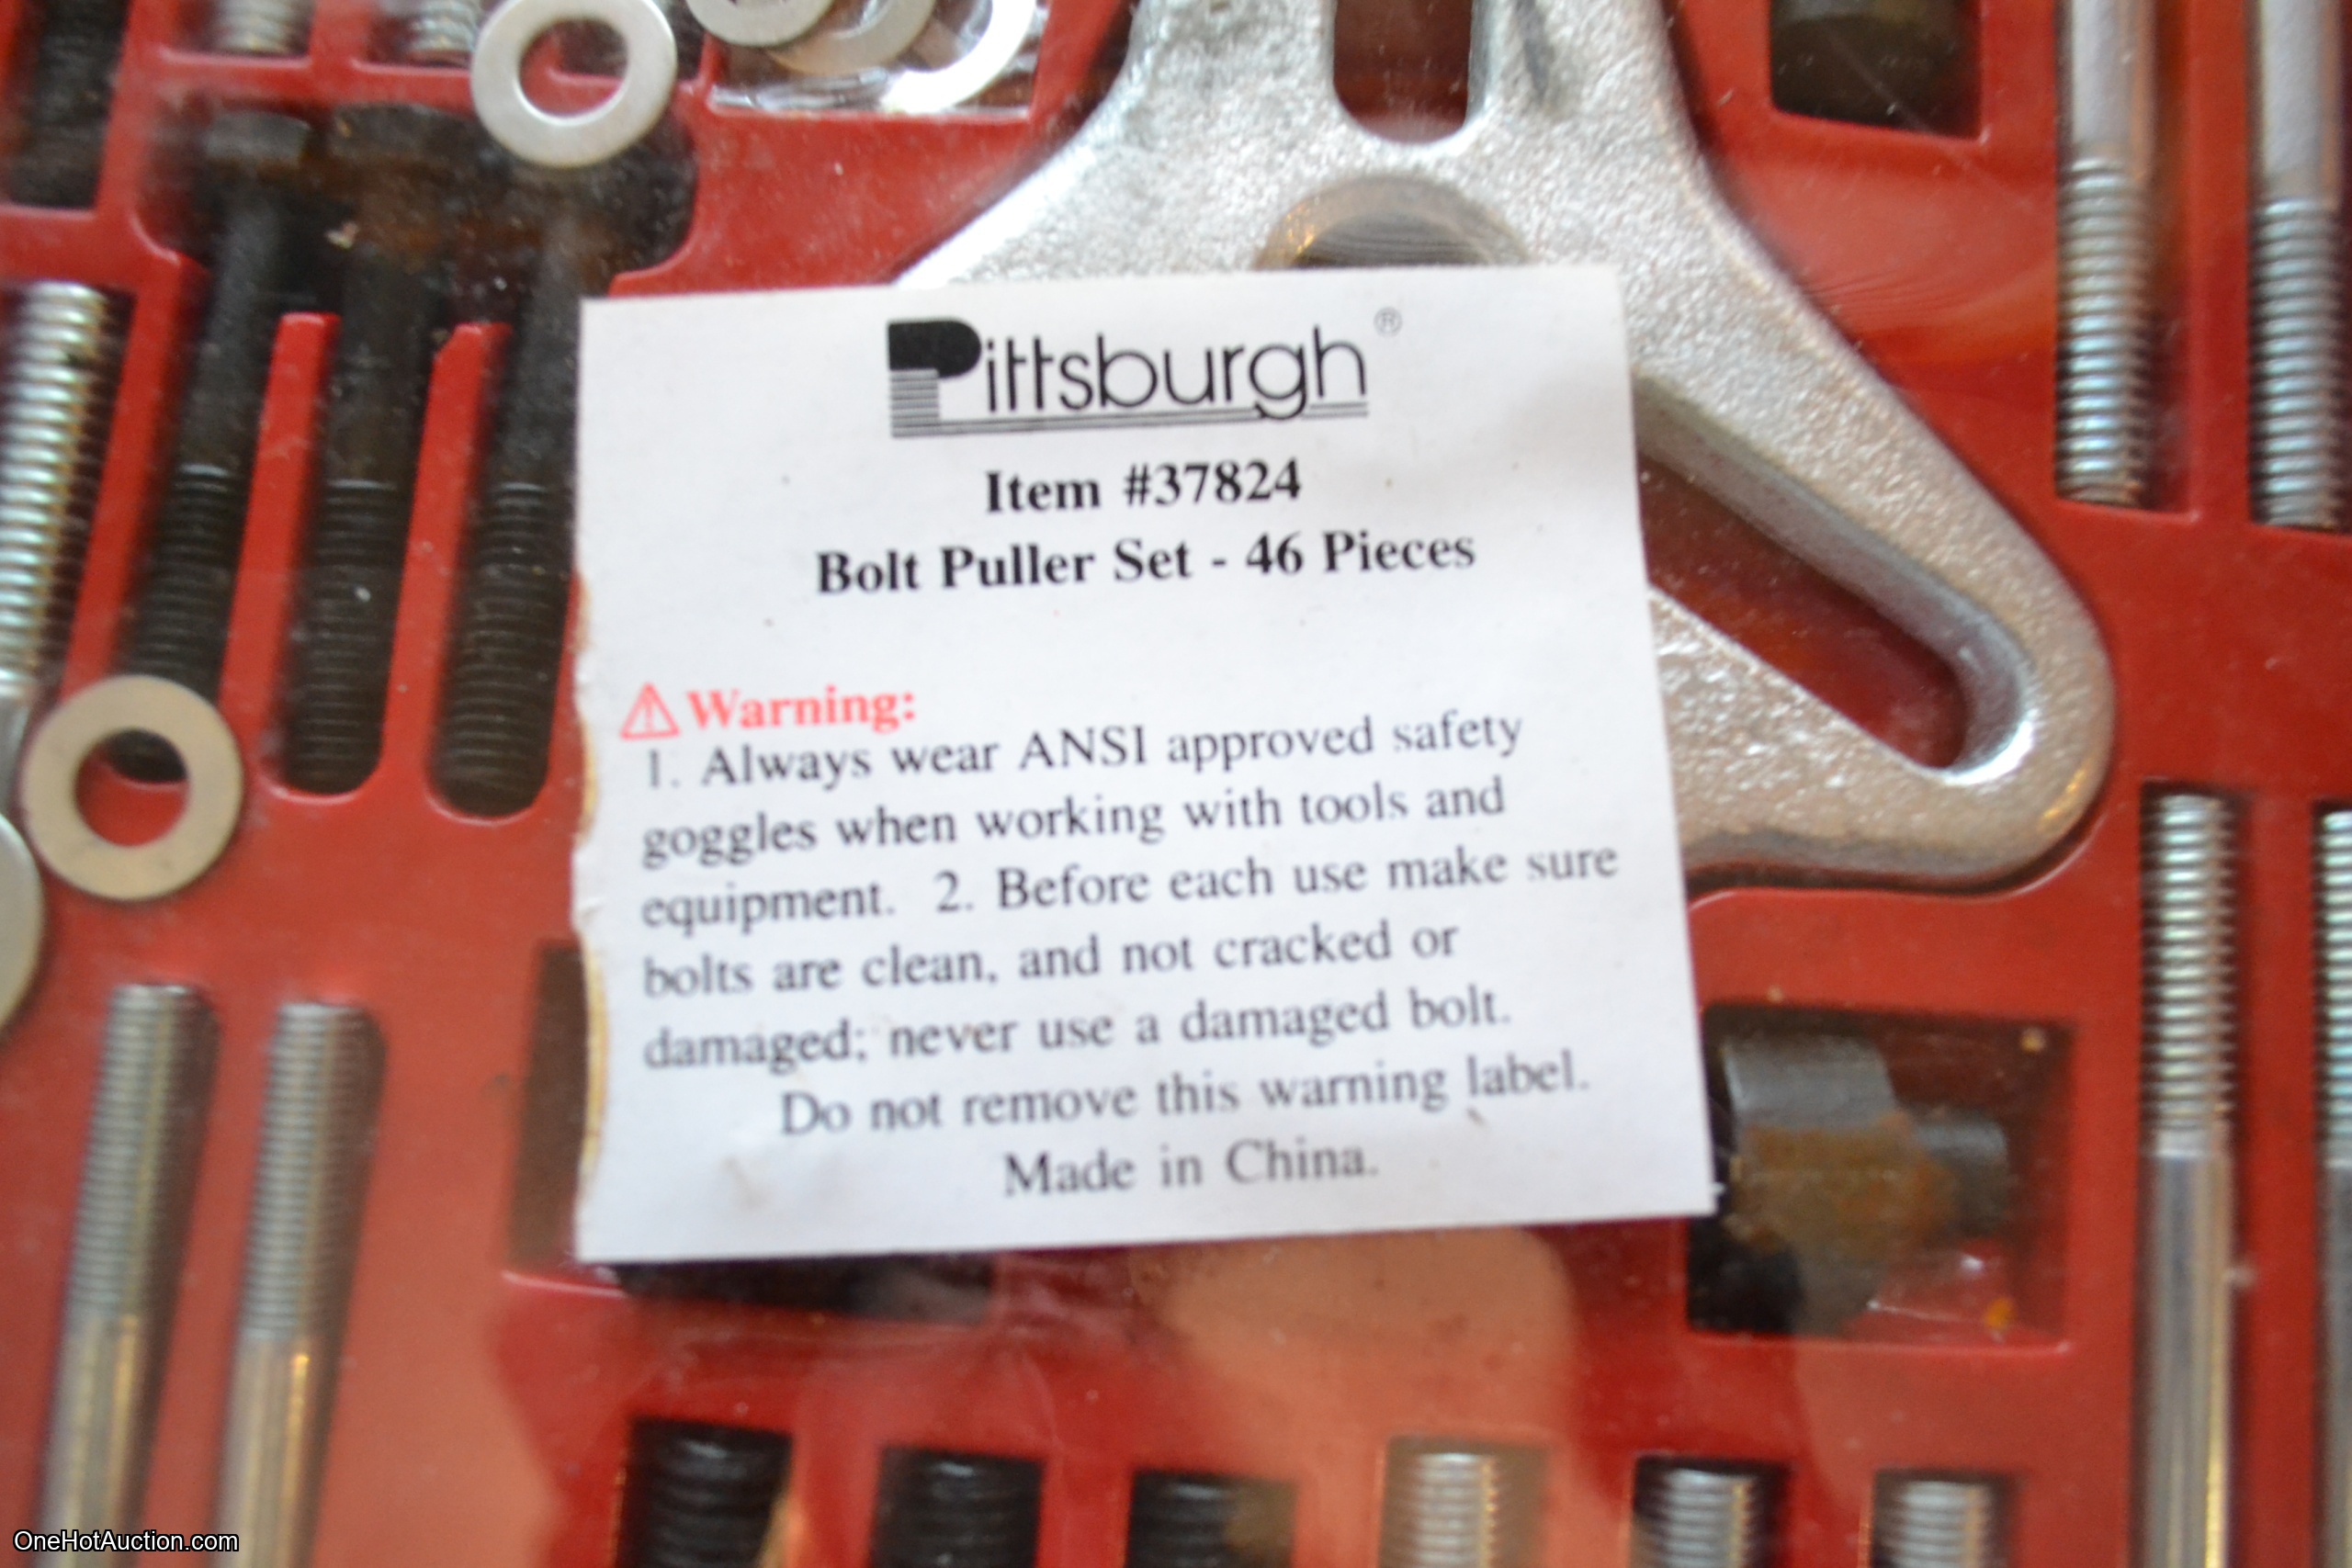 Pittsburgh®
Item #37824
Bolt Puller Set - 46 Pieces
⚠ Warning:
1. Always wear ANSI approved safety
goggles when working with tools and
equipment. 2. Before each use make sure
bolts are clean, and not cracked or
damaged; never use a damaged bolt.
Do not remove this warning label.
Made in China.
OneHotAuction.com